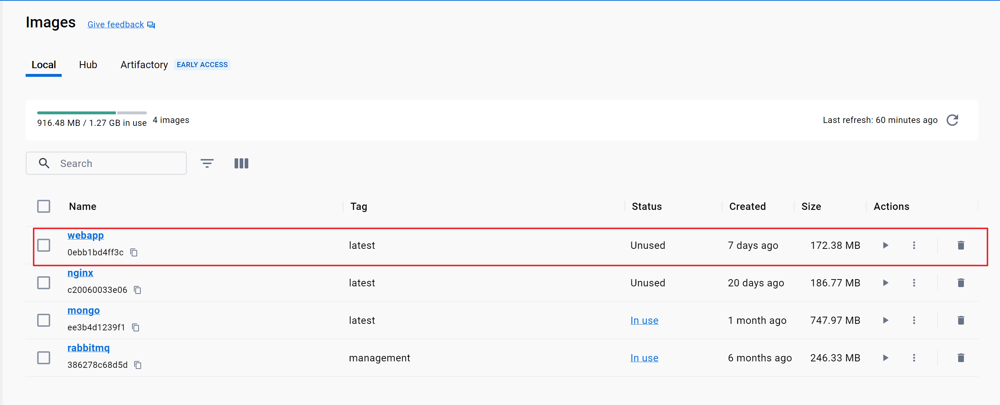 Images Give feedback
Local Hub Artifactory EARLY ACCESS
916.48 MB / 1.27 GB in use 4 images Last refresh: 60 minutes ago
Search
Name Tag Status Created Size Actions
webapp
0ebb1bd4ff3c latest Unused 7 days ago 172.38 MB
nginx
c20060033e06 latest Unused 20 days ago 186.77 MB
mongo
ee3b4d1239f1 latest In use 1 month ago 747.97 MB
rabbitmq
386278c68d5d management In use 6 months ago 246.33 MB